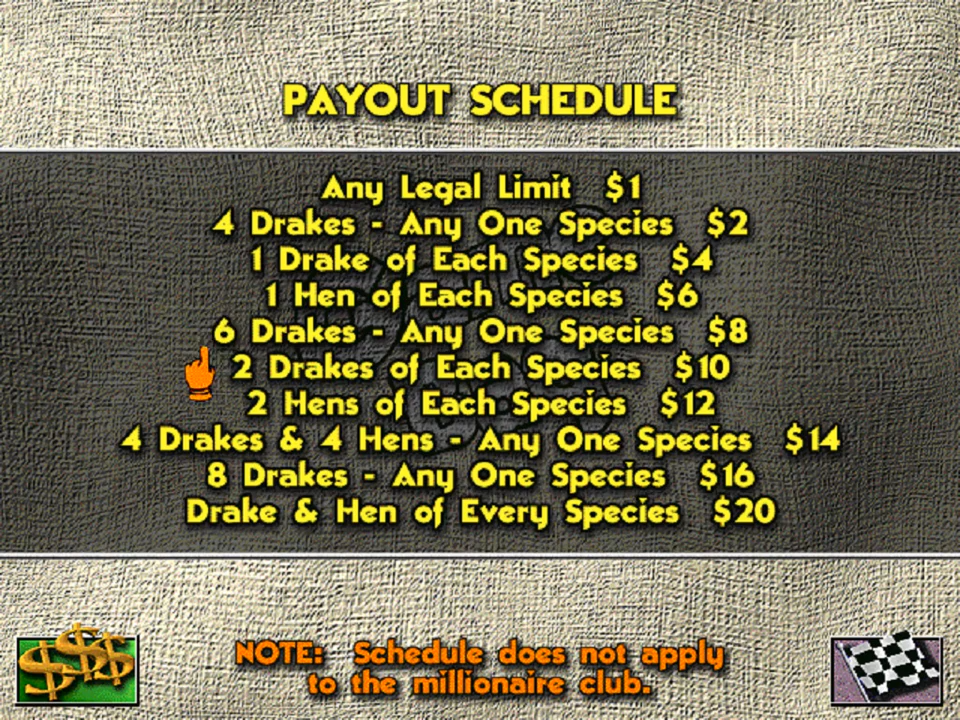 PAYOUT SCHEDULE
Any Legal Limit $1
4 Drakes - Any One Species $2
1 Drake of Each Species $4
1 Hen of Each Species $6
6 Drakes - Any One Species $8
2 Drakes of Each Species $10
2 Hens of Each Species $12
4 Drakes & 4 Hens - Any One Species $14
8 Drakes - Any One Species $16
Drake & Hen of Every Species $20
NOTE: Schedule does not apply
to the millionaire club.
$$$